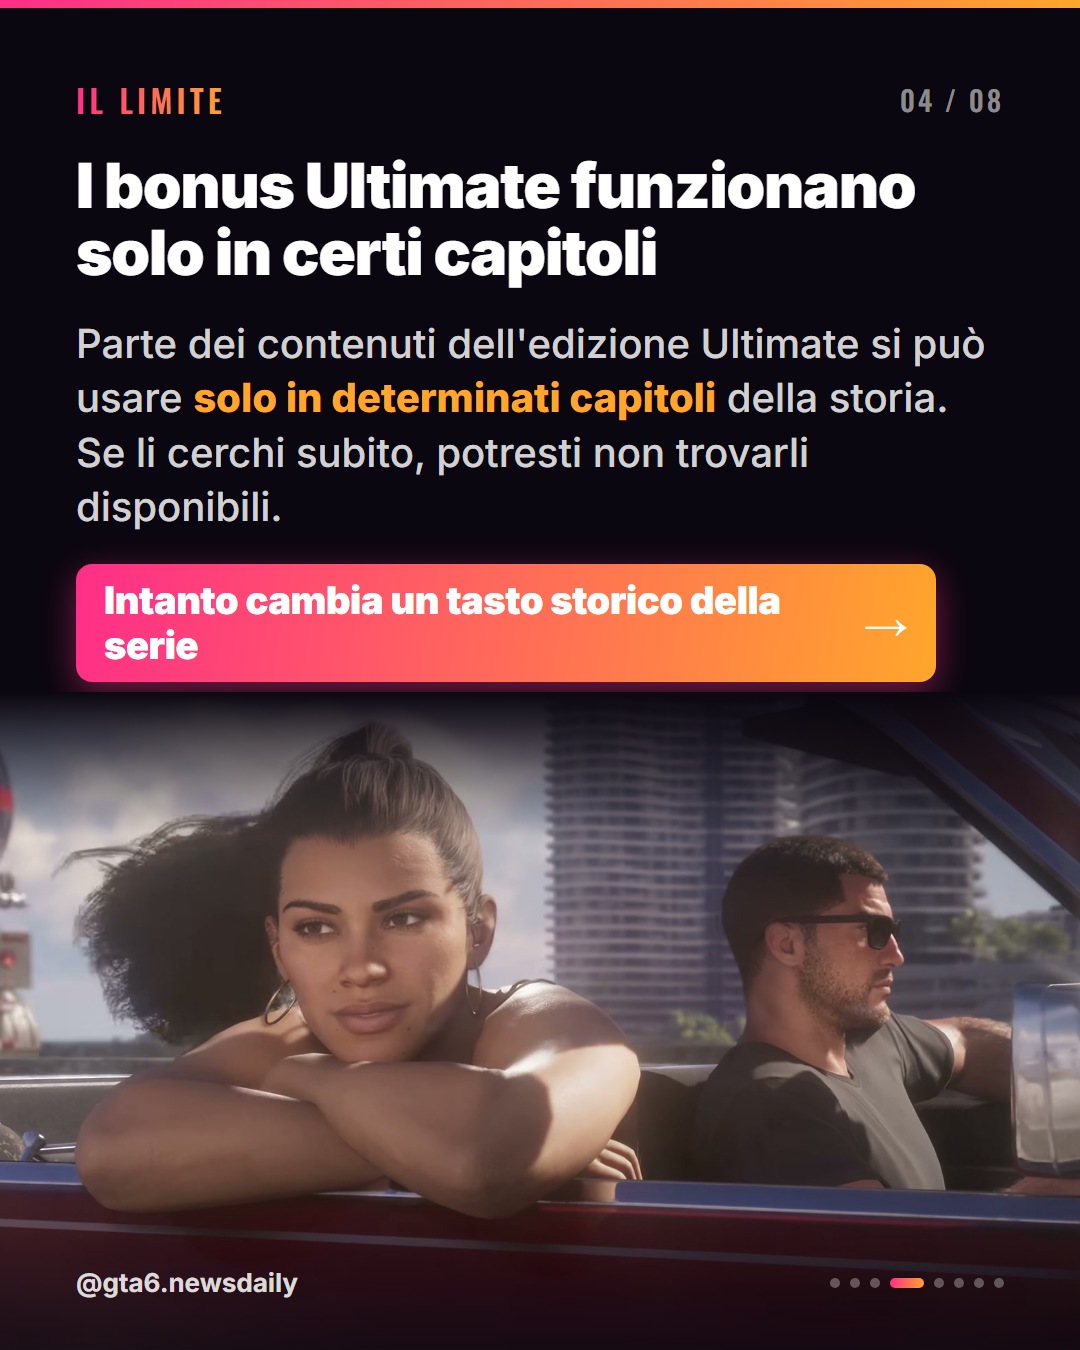 IL LIMITE
04 / 08
I bonus Ultimate funzionano
solo in certi capitoli
Parte dei contenuti dell'edizione Ultimate si può
usare solo in determinati capitoli della storia.
Se li cerchi subito, potresti non trovarli
disponibili.
Intanto cambia un tasto storico della
serie →
@gta6.newsdaily